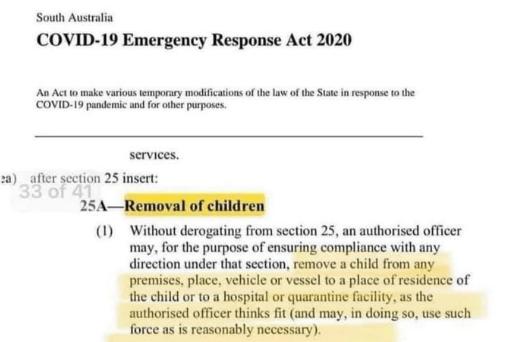 South Australia
COVID-19 Emergency Response Act 2020
An Act to make various temporary modifications of the law of the State in response to the
COVID-19 pandemic and for other purposes.
services.
after section 25 insert:
33 of 41
25A—Removal of children
(1) Without derogating from section 25, an authorised officer
may, for the purpose of ensuring compliance with any
direction under that section, remove a child from any
premises, place, vehicle or vessel to a place of residence of
the child or to a hospital or quarantine facility, as the
authorised officer thinks fit (and may, in doing so, use such
force as is reasonably necessary).